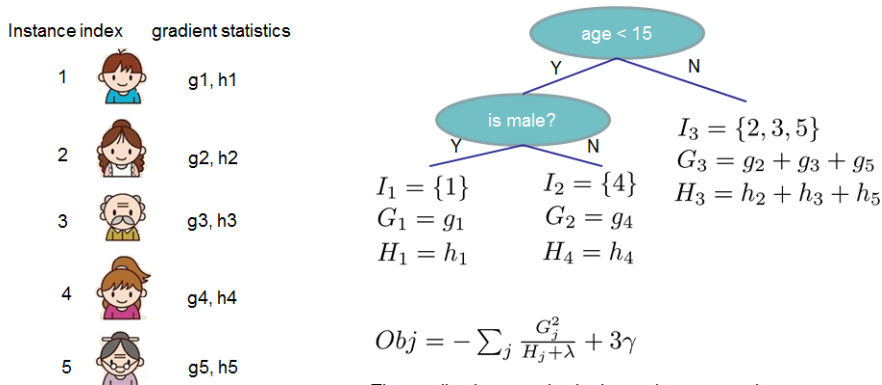 Instance index gradient statistics
1 g1, h1
2 g2, h2
3 g3, h3
4 g4, h4
5 g5, h5
age < 15
Y N
is male?
Y N
I₁ = {1}
G₁ = g₁
H₁ = h₁
I₂ = {4}
G₂ = g₄
H₄ = h₄
I₃ = {2, 3, 5}
G₃ = g₂ + g₃ + g₅
H₃ = h₂ + h₃ + h₅
Obj = − ∑ⱼ Gⱼ² / (Hⱼ + λ) + 3γ